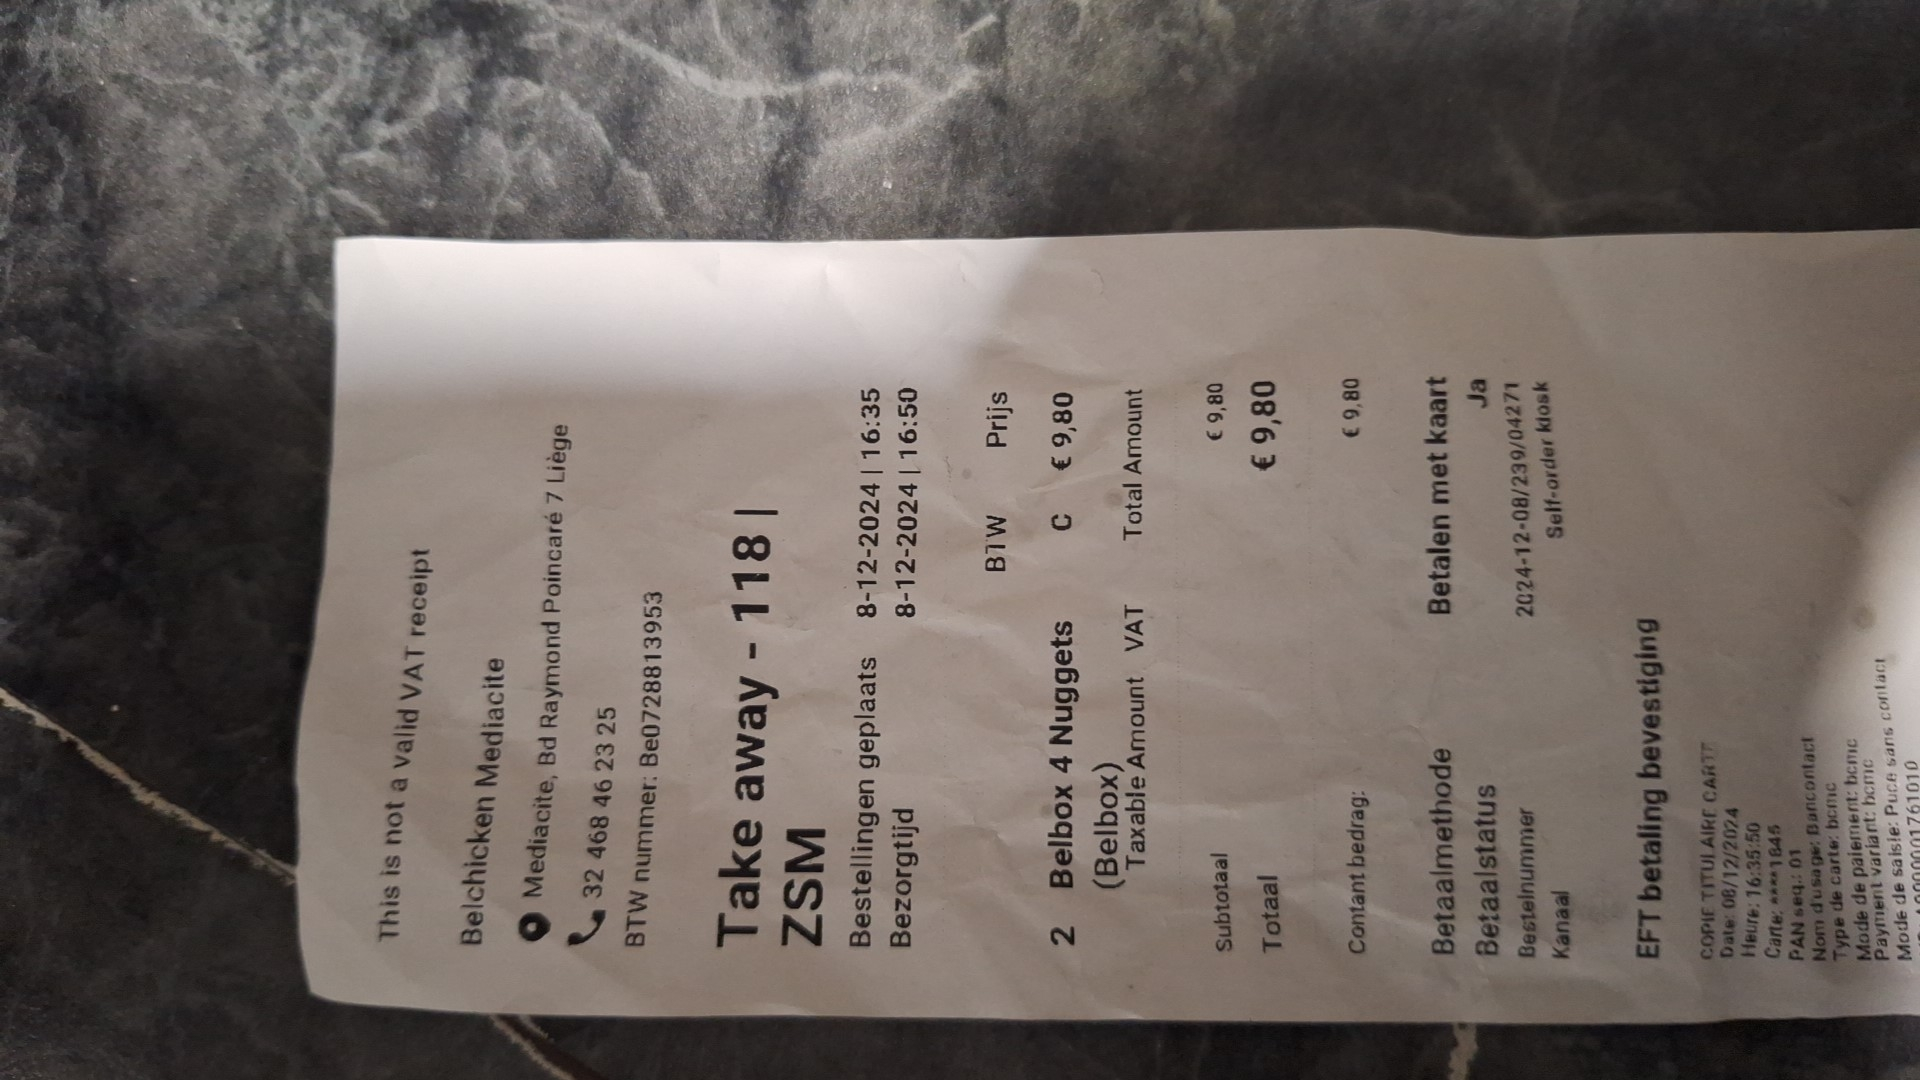 This is not a valid VAT receipt
Belchicken Mediacite
Mediacite, Bd Raymond Poincaré 7 Liège
32 468 46 23 25
BTW nummer: Be0728813953
Take away - 118 |
ZSM
Bestellingen geplaats 8-12-2024 | 16:35
Bezorgtijd 8-12-2024 | 16:50
BTW Prijs
2 Belbox 4 Nuggets C € 9,80
(Belbox)
Taxable Amount VAT Total Amount
Subtotaal € 9,80
Totaal € 9,80
Contant bedrag: € 9,80
Betaalmethode Betalen met kaart
Betaalstatus Ja
Bestelnummer 2024-12-08/239/04271
Kanaal Self-order kiosk
EFT betaling bevestiging
COPIE TITULAIRE CARTE
Date: 08/12/2024
Heure: 16:35:50
Carte: ****1845
PAN seq.: 01
Nom d'usage: Bancontact
Type de carte: bcmc
Mode de paiement: bcmc
Payment variant: bcmc
Mode de saisie: Puce sans contact